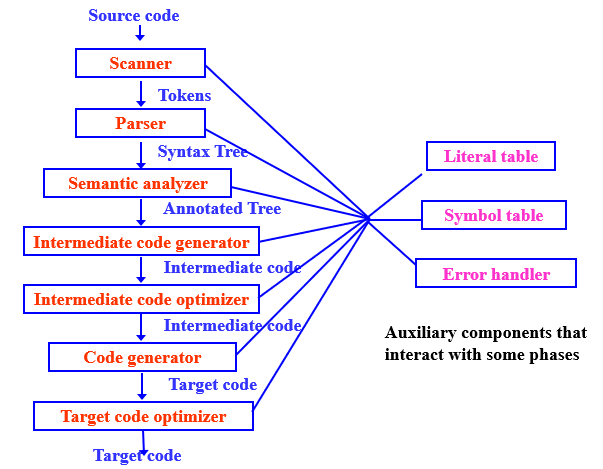 Source code
Scanner
Tokens
Parser
Syntax Tree
Semantic analyzer
Annotated Tree
Intermediate code generator
Intermediate code
Intermediate code optimizer
Intermediate code
Code generator
Target code
Target code optimizer
Target code
Literal table
Symbol table
Error handler
Auxiliary components that
interact with some phases